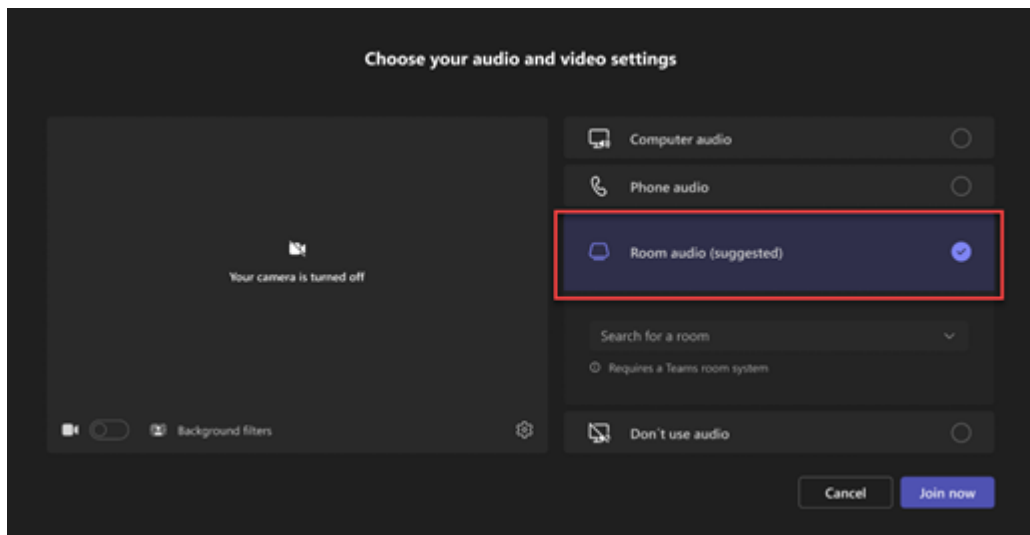 Choose your audio and video settings
Your camera is turned off
Background filters
Computer audio
Phone audio
Room audio (suggested)
Search for a room
Requires a Teams room system
Don't use audio
Cancel
Join now